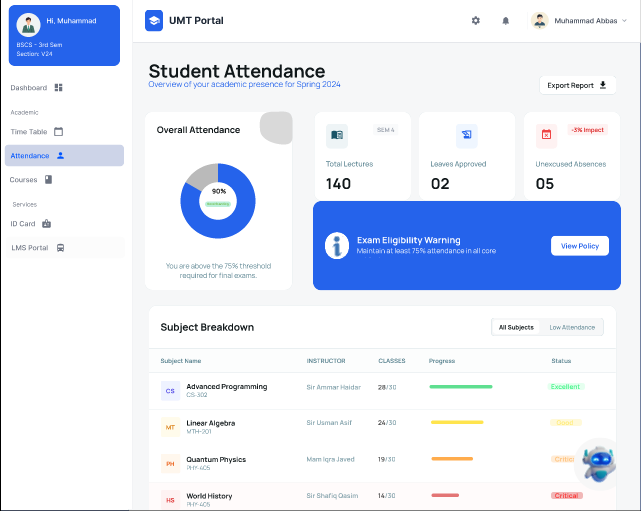 Hi, Muhammad
BSCS - 3rd Sem
Section: V24
Dashboard
Academic
Time Table
Attendance
Courses
Services
ID Card
LMS Portal
UMT Portal
Muhammad Abbas
Student Attendance
Overview of your academic presence for Spring 2024
Export Report
Overall Attendance
90%
You are above the 75% threshold
required for final exams.
SEM 4
Total Lectures
140
Leaves Approved
02
-3% Impact
Unexcused Absences
05
Exam Eligibility Warning
Maintain at least 75% attendance in all core
View Policy
Subject Breakdown
All Subjects
Low Attendance
Subject Name
INSTRUCTOR
CLASSES
Progress
Status
CS
Advanced Programming
CS-302
Sir Ammar Haidar
28/30
Excellent
MT
Linear Algebra
MTH-201
Sir Usman Asif
24/30
Good
PH
Quantum Physics
PHY-405
Mam Iqra Javed
19/30
HS
World History
PHY-405
Sir Shafiq Qasim
14/30
Critical